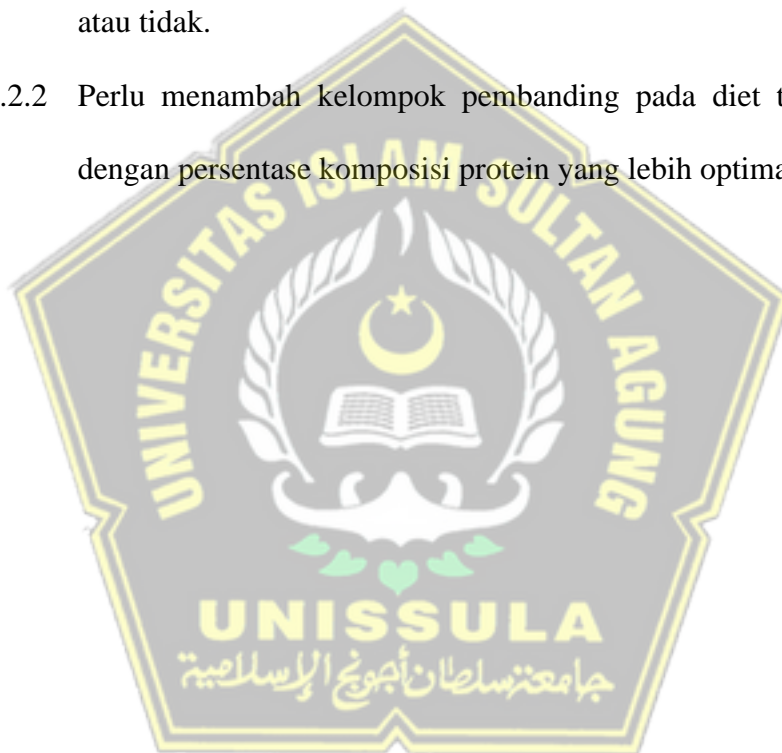 atau tidak.
.2.2 Perlu menambah kelompok pembanding pada diet t
dengan persentase komposisi protein yang lebih optima
UNIVERSITAS ISLAM SULTAN AGUNG
UNISSULA
جامعة سلطان أجونج الإسلامية